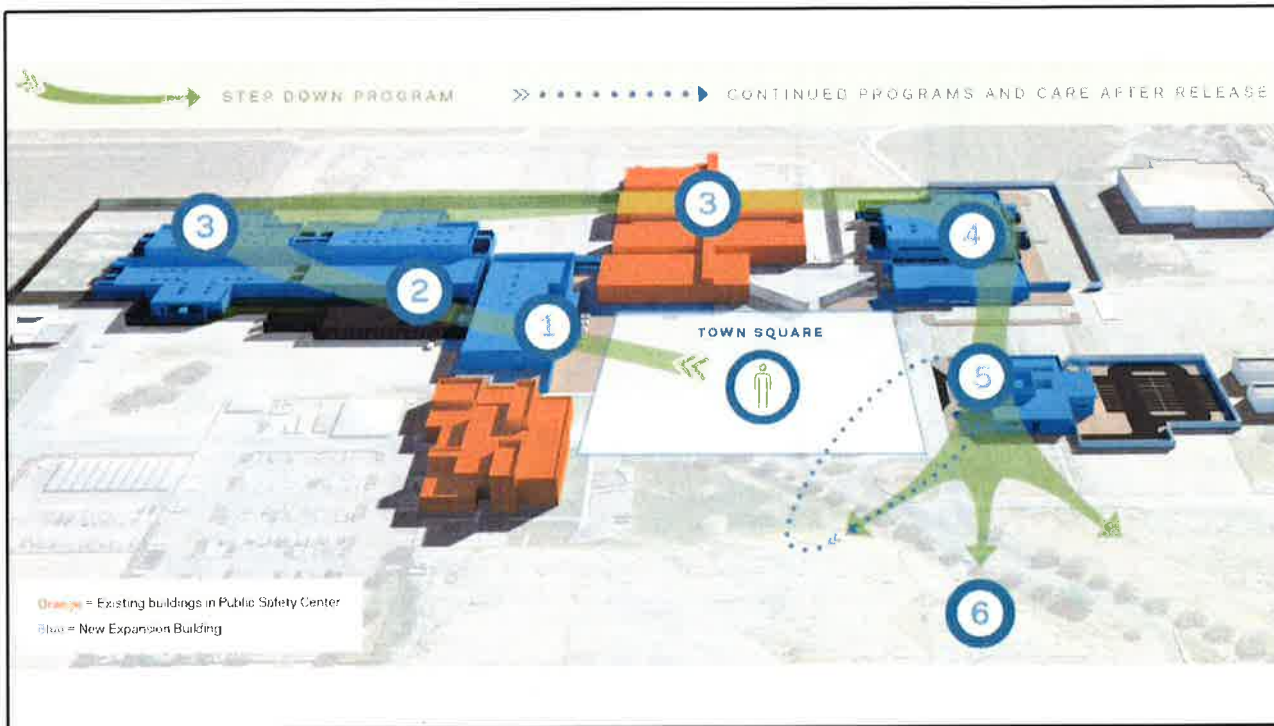 STEP DOWN PROGRAM
CONTINUED PROGRAMS AND CARE AFTER RELEASE
3
3
4
2
1
TOWN SQUARE
5
6
Orange = Existing buildings in Public Safety Center
Blue = New Expansion Building